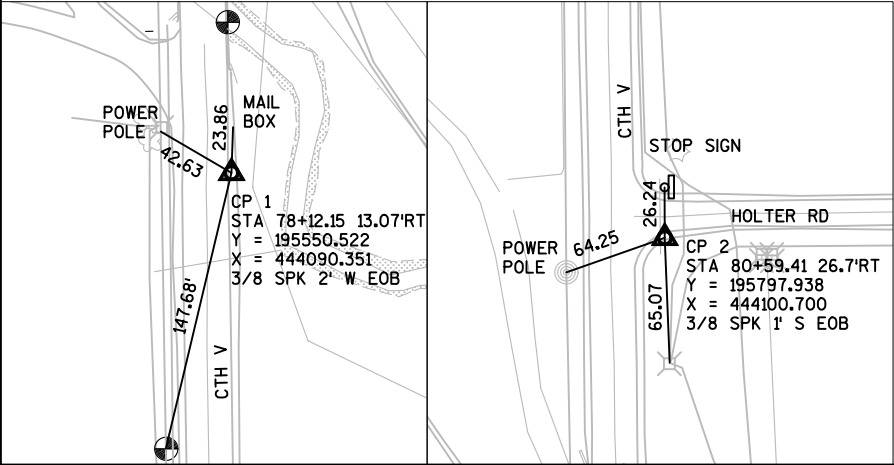 POWER
POLE
MAIL
BOX
23.86
42.63
CP 1
STA 78+12.15 13.07'RT
Y = 195550.522
X = 444090.351
3/8 SPK 2' W EOB
147.68'
CTH V
CTH V
STOP SIGN
26.24
HOLTER RD
POWER
POLE
64.25
CP 2
STA 80+59.41 26.7'RT
Y = 195797.938
X = 444100.700
3/8 SPK 1' S EOB
65.07